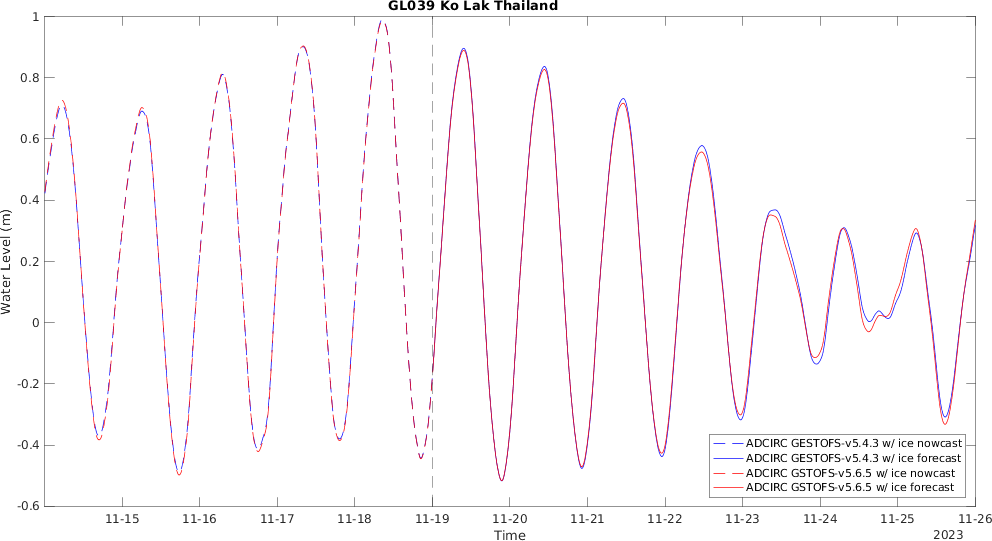 GL039 Ko Lak Thailand
1
0.8
0.6
0.4
0.2
0
-0.2
-0.4
-0.6
Water Level (m)
ADCIRC GESTOFS-v5.4.3 w/ ice nowcast
ADCIRC GESTOFS-v5.4.3 w/ ice forecast
ADCIRC GSTOFS-v5.6.5 w/ ice nowcast
ADCIRC GSTOFS-v5.6.5 w/ ice forecast
11-15 11-16 11-17 11-18 11-19 11-20 11-21 11-22 11-23 11-24 11-25 11-26
Time
2023